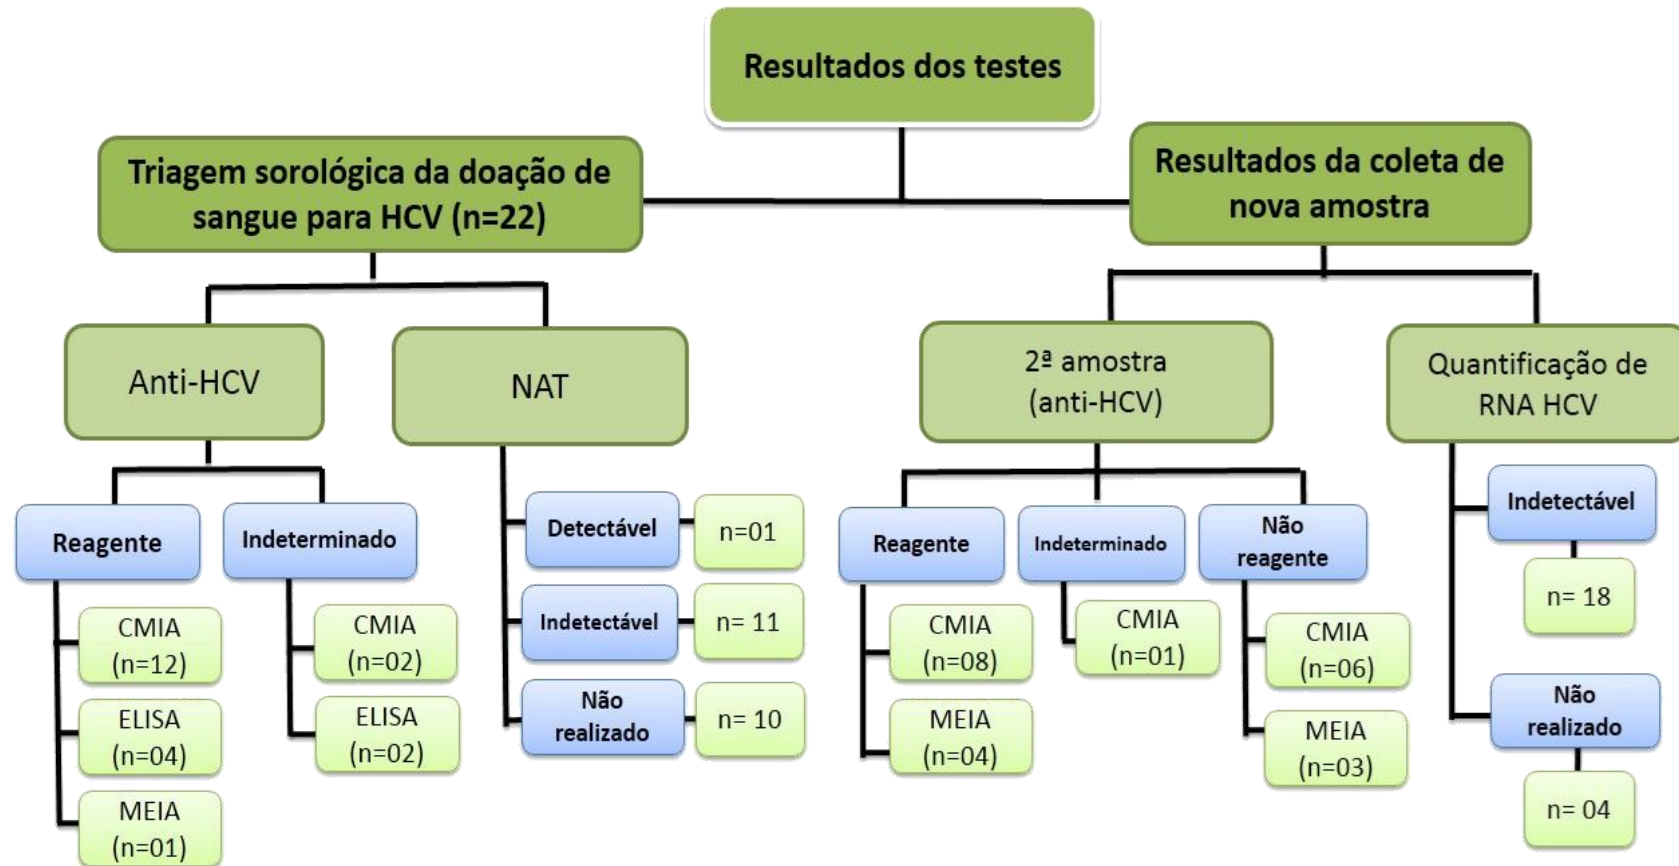 Resultados dos testes
Triagem sorológica da doação de
sangue para HCV (n=22)
Anti-HCV
Reagente
CMIA
(n=12)
ELISA
(n=04)
MEIA
(n=01)
Indeterminado
CMIA
(n=02)
ELISA
(n=02)
NAT
Detectável
n=01
Indetectável
n= 11
Não
realizado
n= 10
Resultados da coleta de
nova amostra
2ª amostra
(anti-HCV)
Reagente
CMIA
(n=08)
MEIA
(n=04)
Indeterminado
CMIA
(n=01)
Não
reagente
CMIA
(n=06)
MEIA
(n=03)
Quantificação de
RNA HCV
Indetectável
n= 18
Não
realizado
n= 04